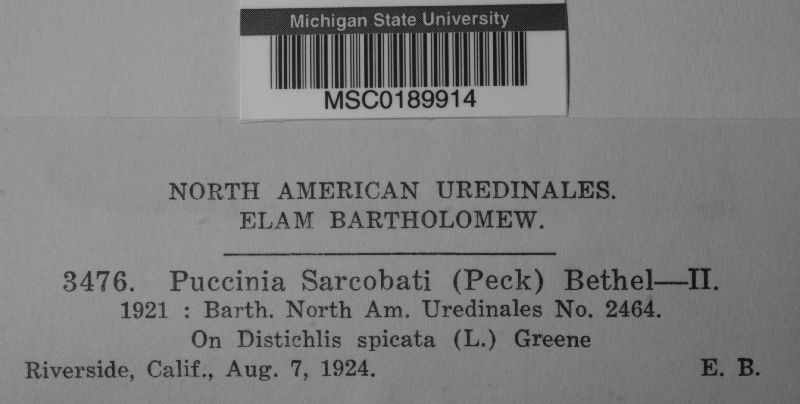 Michigan State University
MSC0189914
NORTH AMERICAN UREDINALES.
ELAM BARTHOLOMEW.
3476. Puccinia Sarcobati (Peck) Bethel—II.
1921 : Barth. North Am. Uredinales No. 2464.
On Distichlis spicata (L.) Greene
Riverside, Calif., Aug. 7, 1924. E. B.